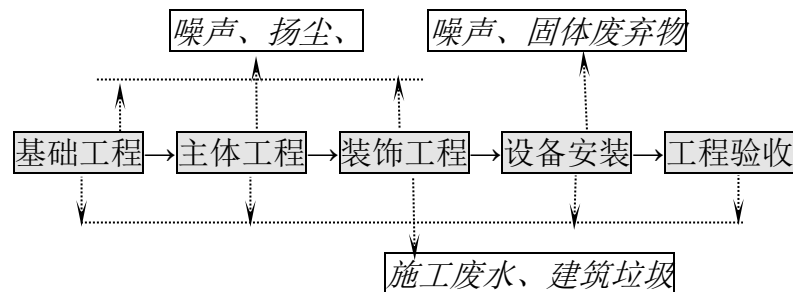 噪声、扬尘、
噪声、固体废弃物
基础工程→主体工程→装饰工程→设备安装→工程验收
施工废水、建筑垃圾